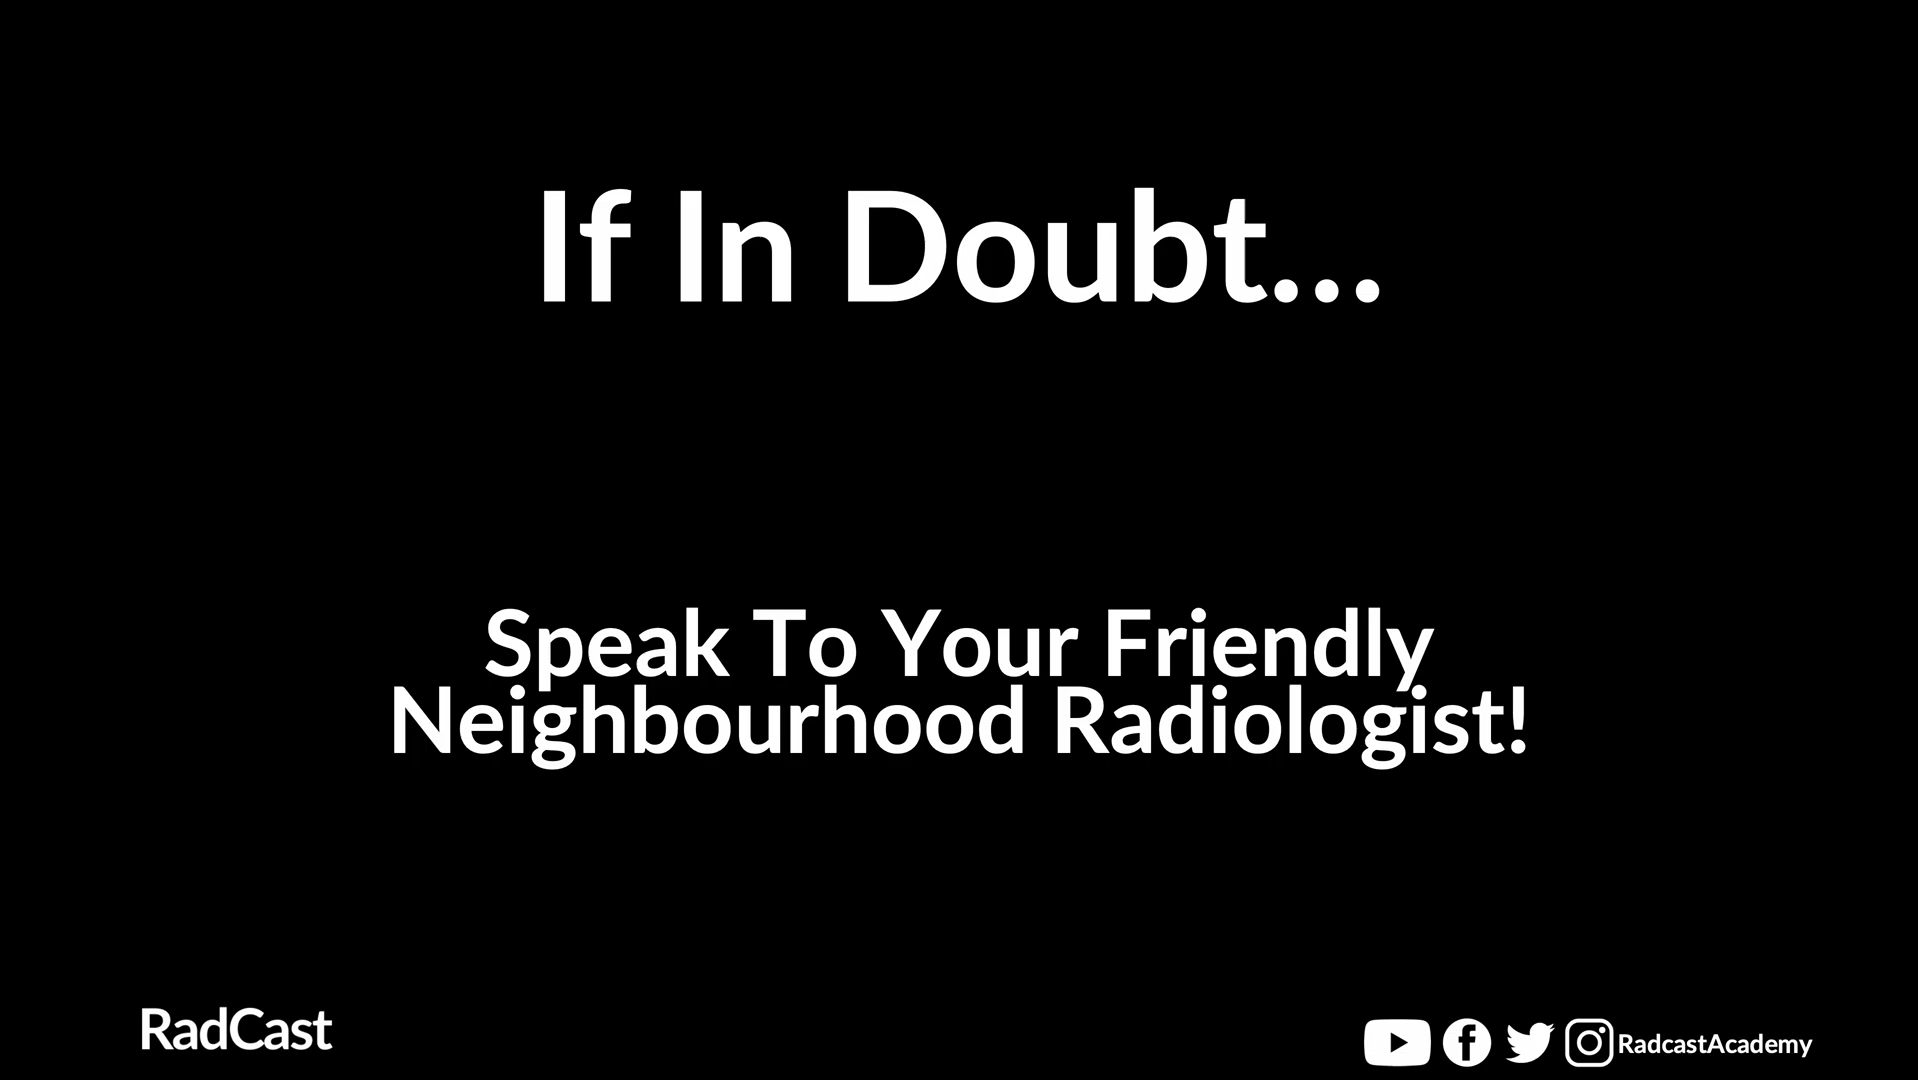 If In Doubt...
Speak To Your Friendly
Neighbourhood Radiologist!
RadCast
RadcastAcademy